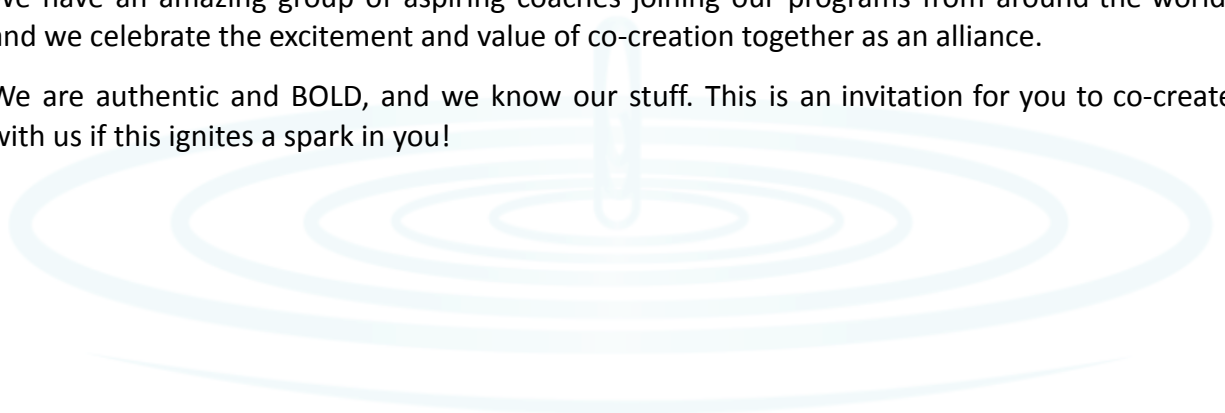 We have an amazing group of aspiring coaches joining our programs from around the world
and we celebrate the excitement and value of co-creation together as an alliance.
We are authentic and BOLD, and we know our stuff. This is an invitation for you to co-create
with us if this ignites a spark in you!